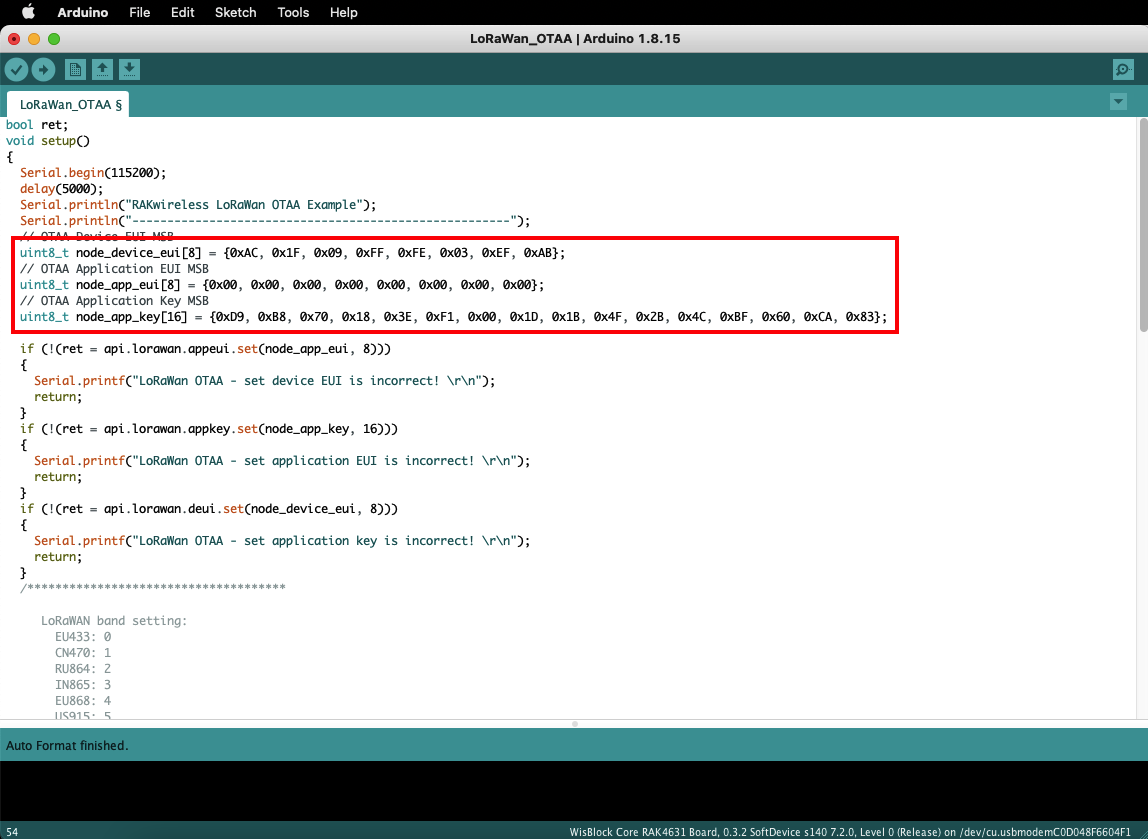 Arduino File Edit Sketch Tools Help
LoRaWan_OTAA | Arduino 1.8.15
LoRaWan_OTAA §
bool ret;
void setup()
{
Serial.begin(115200);
delay(5000);
Serial.println("RAKwireless LoRaWan OTAA Example");
Serial.println("------------------------------------------------------");
// OTAA Device EUI MSB
uint8_t node_device_eui[8] = {0xAC, 0x1F, 0x09, 0xFF, 0xFE, 0x03, 0xEF, 0xAB};
// OTAA Application EUI MSB
uint8_t node_app_eui[8] = {0x00, 0x00, 0x00, 0x00, 0x00, 0x00, 0x00, 0x00};
// OTAA Application Key MSB
uint8_t node_app_key[16] = {0xD9, 0xB8, 0x70, 0x18, 0x3E, 0xF1, 0x00, 0x1D, 0x1B, 0x4F, 0x2B, 0x4C, 0xBF, 0x60, 0xCA, 0x83};
if (!(ret = api.lorawan.appeui.set(node_app_eui, 8)))
{
Serial.printf("LoRaWan OTAA - set device EUI is incorrect! \r\n");
return;
}
if (!(ret = api.lorawan.appkey.set(node_app_key, 16)))
{
Serial.printf("LoRaWan OTAA - set application EUI is incorrect! \r\n");
return;
}
if (!(ret = api.lorawan.deui.set(node_device_eui, 8)))
{
Serial.printf("LoRaWan OTAA - set application key is incorrect! \r\n");
return;
}
/*************************************
LoRaWAN band setting:
EU433: 0
CN470: 1
RU864: 2
IN865: 3
EU868: 4
US915: 5
Auto Format finished.
54 WisBlock Core RAK4631 Board, 0.3.2 SoftDevice s140 7.2.0, Level 0 (Release) on /dev/cu.usbmodemC0D048F6604F1